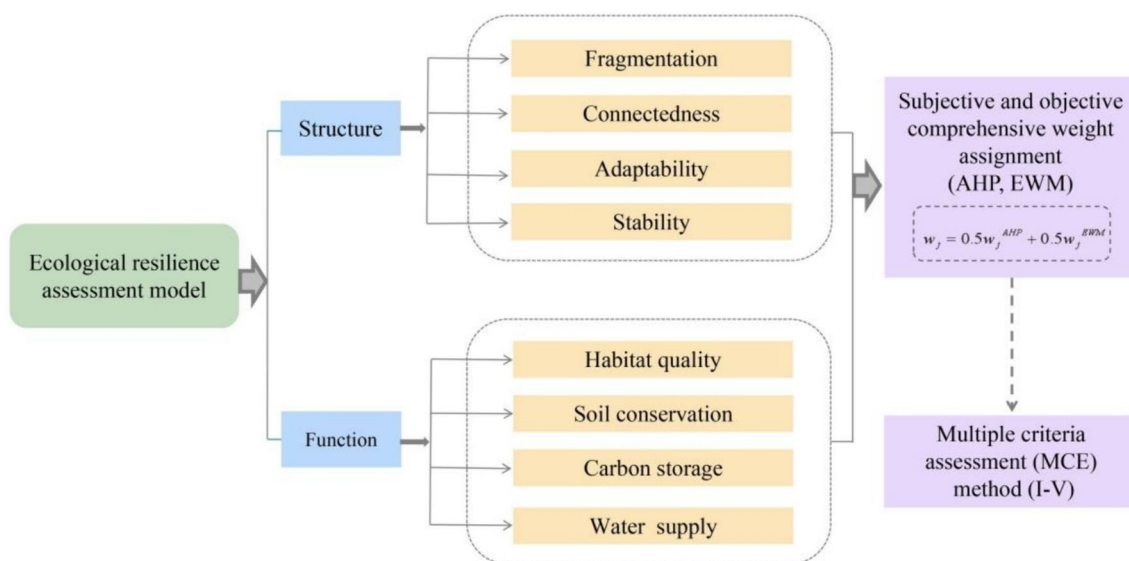 Ecological resilience
assessment model
Structure
Function
Fragmentation
Connectedness
Adaptability
Stability
Habitat quality
Soil conservation
Carbon storage
Water supply
Subjective and objective
comprehensive weight
assignment
(AHP, EWM)
w_j = 0.5w_j^{AHP} + 0.5w_j^{EWM}
Multiple criteria
assessment (MCE)
method (I-V)